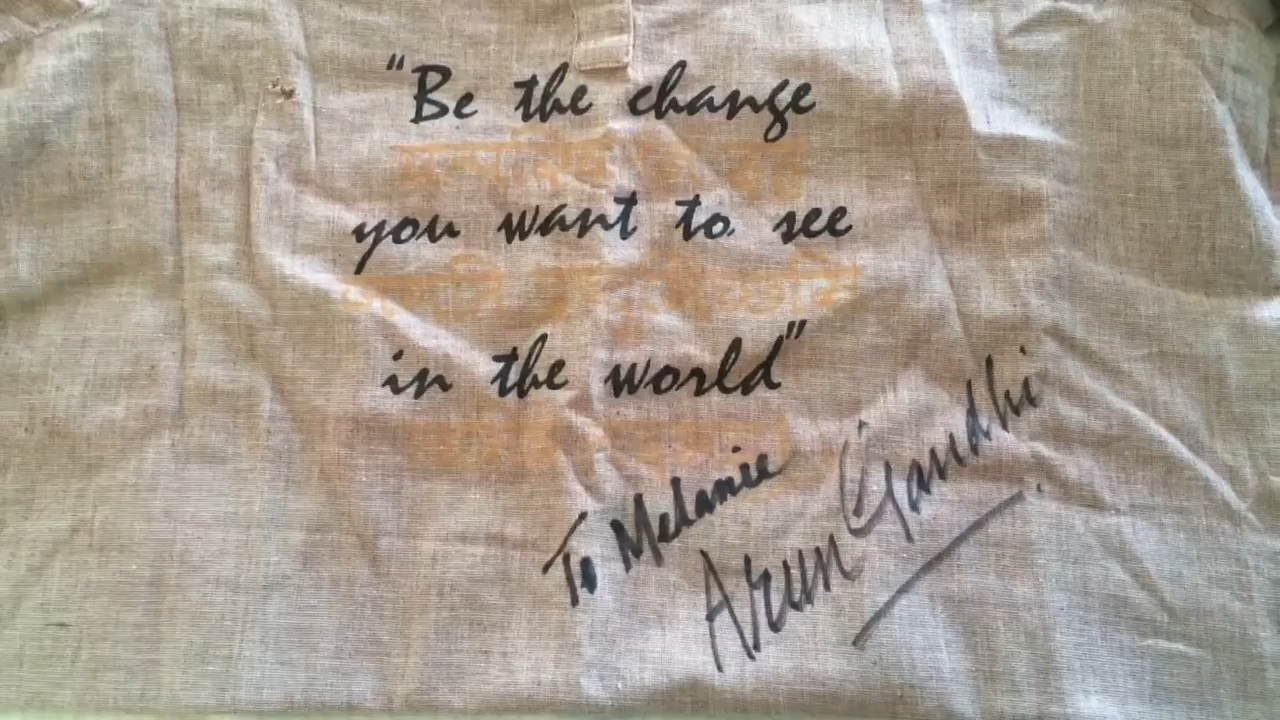 "Be the change
you want to see
in the world"
To Melanie
Arun Gandhi